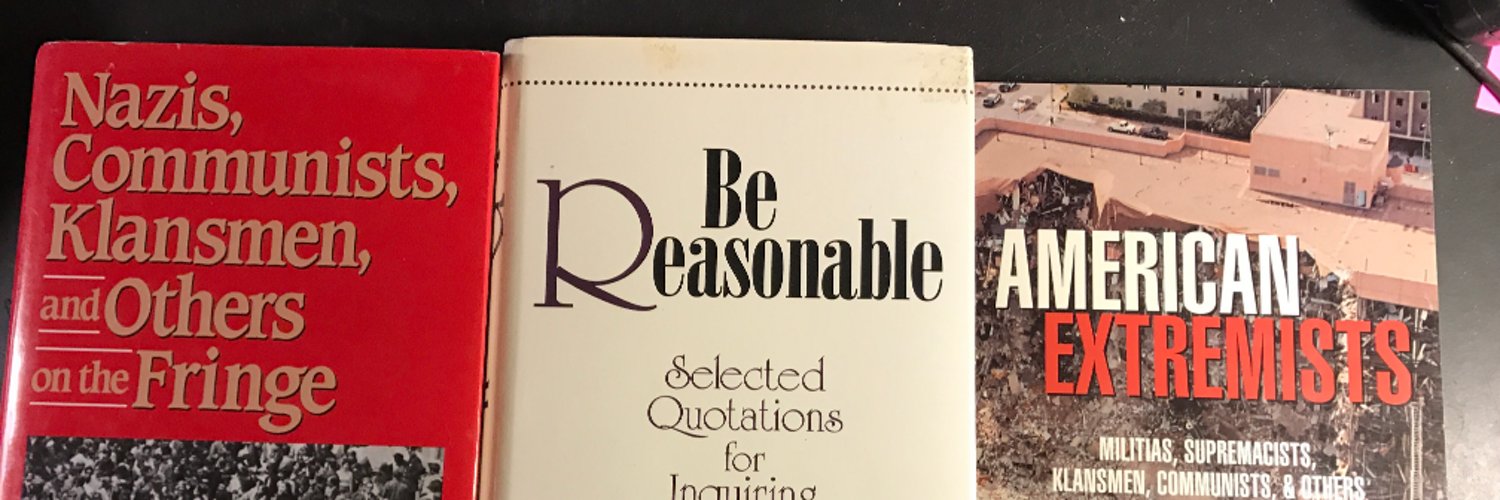 Nazis,
Communists,
Klansmen,
and Others
on the Fringe
Be
Reasonable
Selected
Quotations
for
Inquiring
AMERICAN
EXTREMISTS
MILITIAS, SUPREMACISTS,
KLANSMEN, COMMUNISTS, & OTHERS